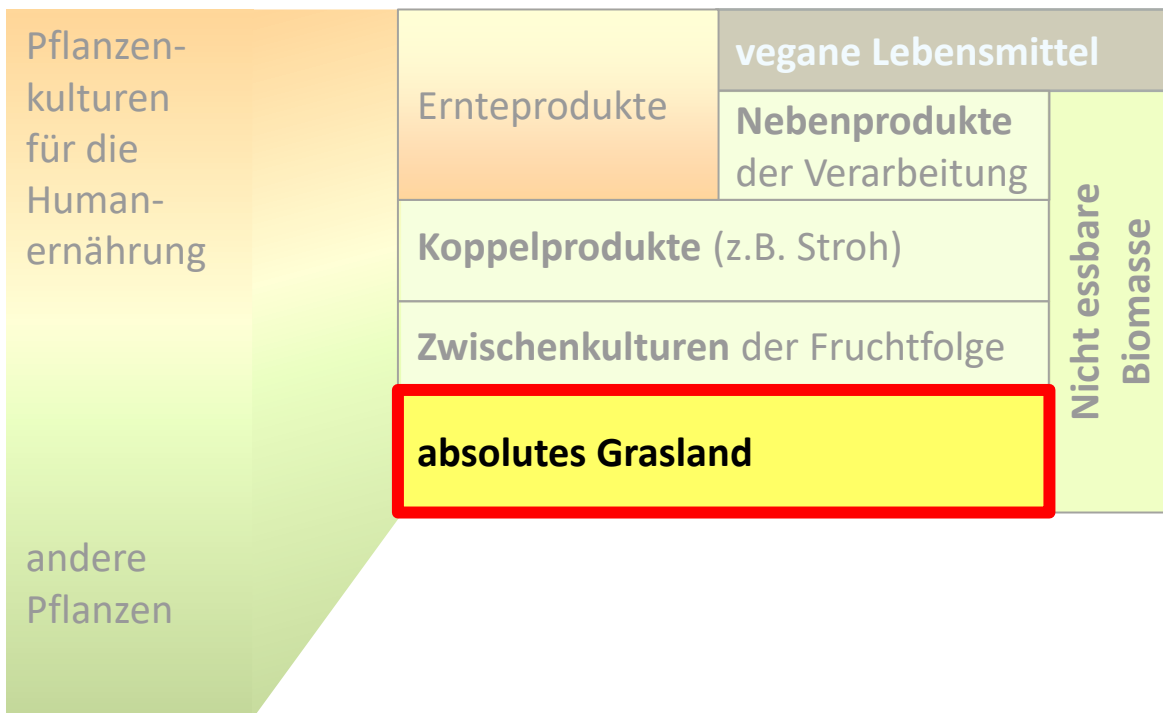 Pflanzen-
kulturen
für die
Human-
ernährung
andere
Pflanzen
Ernteprodukte
vegane Lebensmittel
Nebenprodukte
der Verarbeitung
Koppelprodukte (z.B. Stroh)
Zwischenkulturen der Fruchtfolge
absolutes Grasland
Nicht essbare
Biomasse